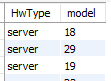 HwType model
server 18
server 29
server 19